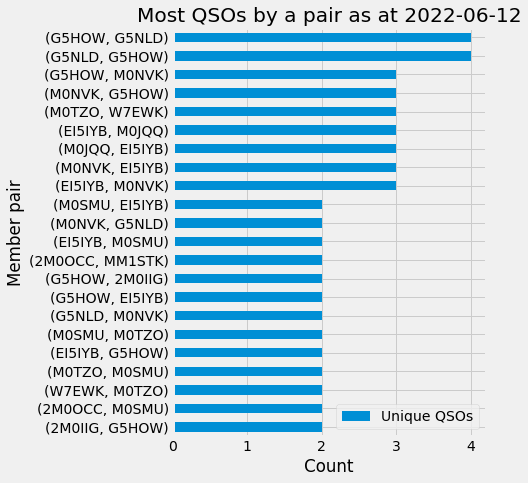 Most QSOs by a pair as at 2022-06-12
Member pair
(G5HOW, G5NLD)
(G5NLD, G5HOW)
(G5HOW, M0NVK)
(M0NVK, G5HOW)
(M0TZO, W7EWK)
(EI5IYB, M0JQQ)
(M0JQQ, EI5IYB)
(M0NVK, EI5IYB)
(EI5IYB, M0NVK)
(M0SMU, EI5IYB)
(M0NVK, G5NLD)
(EI5IYB, M0SMU)
(2M0OCC, MM1STK)
(G5HOW, 2M0IIG)
(G5HOW, EI5IYB)
(G5NLD, M0NVK)
(M0SMU, M0TZO)
(EI5IYB, G5HOW)
(M0TZO, M0SMU)
(W7EWK, M0TZO)
(2M0OCC, M0SMU)
(2M0IIG, G5HOW)
Unique QSOs
0 1 2 3 4
Count